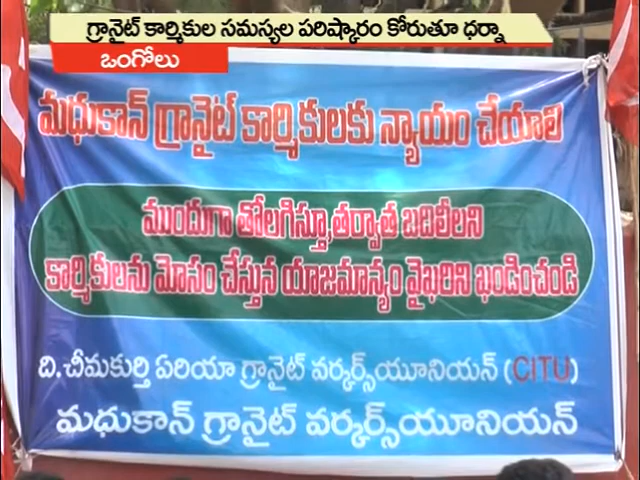 గ్రానైట్ కార్మికుల సమస్యల పరిష్కారం కోరుతూ ధర్నా
ఒంగోలు
మధుకాన్ గ్రానైట్ కార్మికులకు న్యాయం చేయాలి
ముందుగా తోలగిస్తూ,తర్వాత బదిలీలని
కార్మికులను మోసం చేస్తున యాజమాన్యం వైఖరిని ఖండించండి
ది.చీమకుర్తి ఏరియా గ్రానైట్ వర్కర్స్‌యూనియన్ (CITU)
మధుకాన్ గ్రానైట్ వర్కర్స్‌యూనియన్